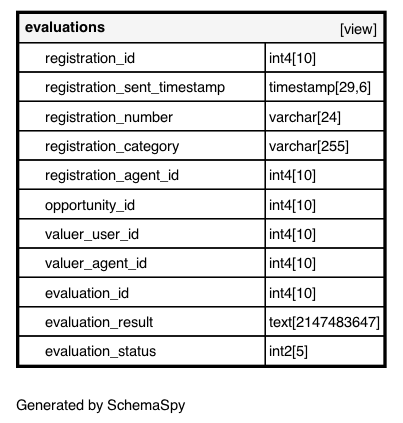 evaluations [view]
registration_id int4[10]
registration_sent_timestamp timestamp[29,6]
registration_number varchar[24]
registration_category varchar[255]
registration_agent_id int4[10]
opportunity_id int4[10]
valuer_user_id int4[10]
valuer_agent_id int4[10]
evaluation_id int4[10]
evaluation_result text[2147483647]
evaluation_status int2[5]
Generated by SchemaSpy